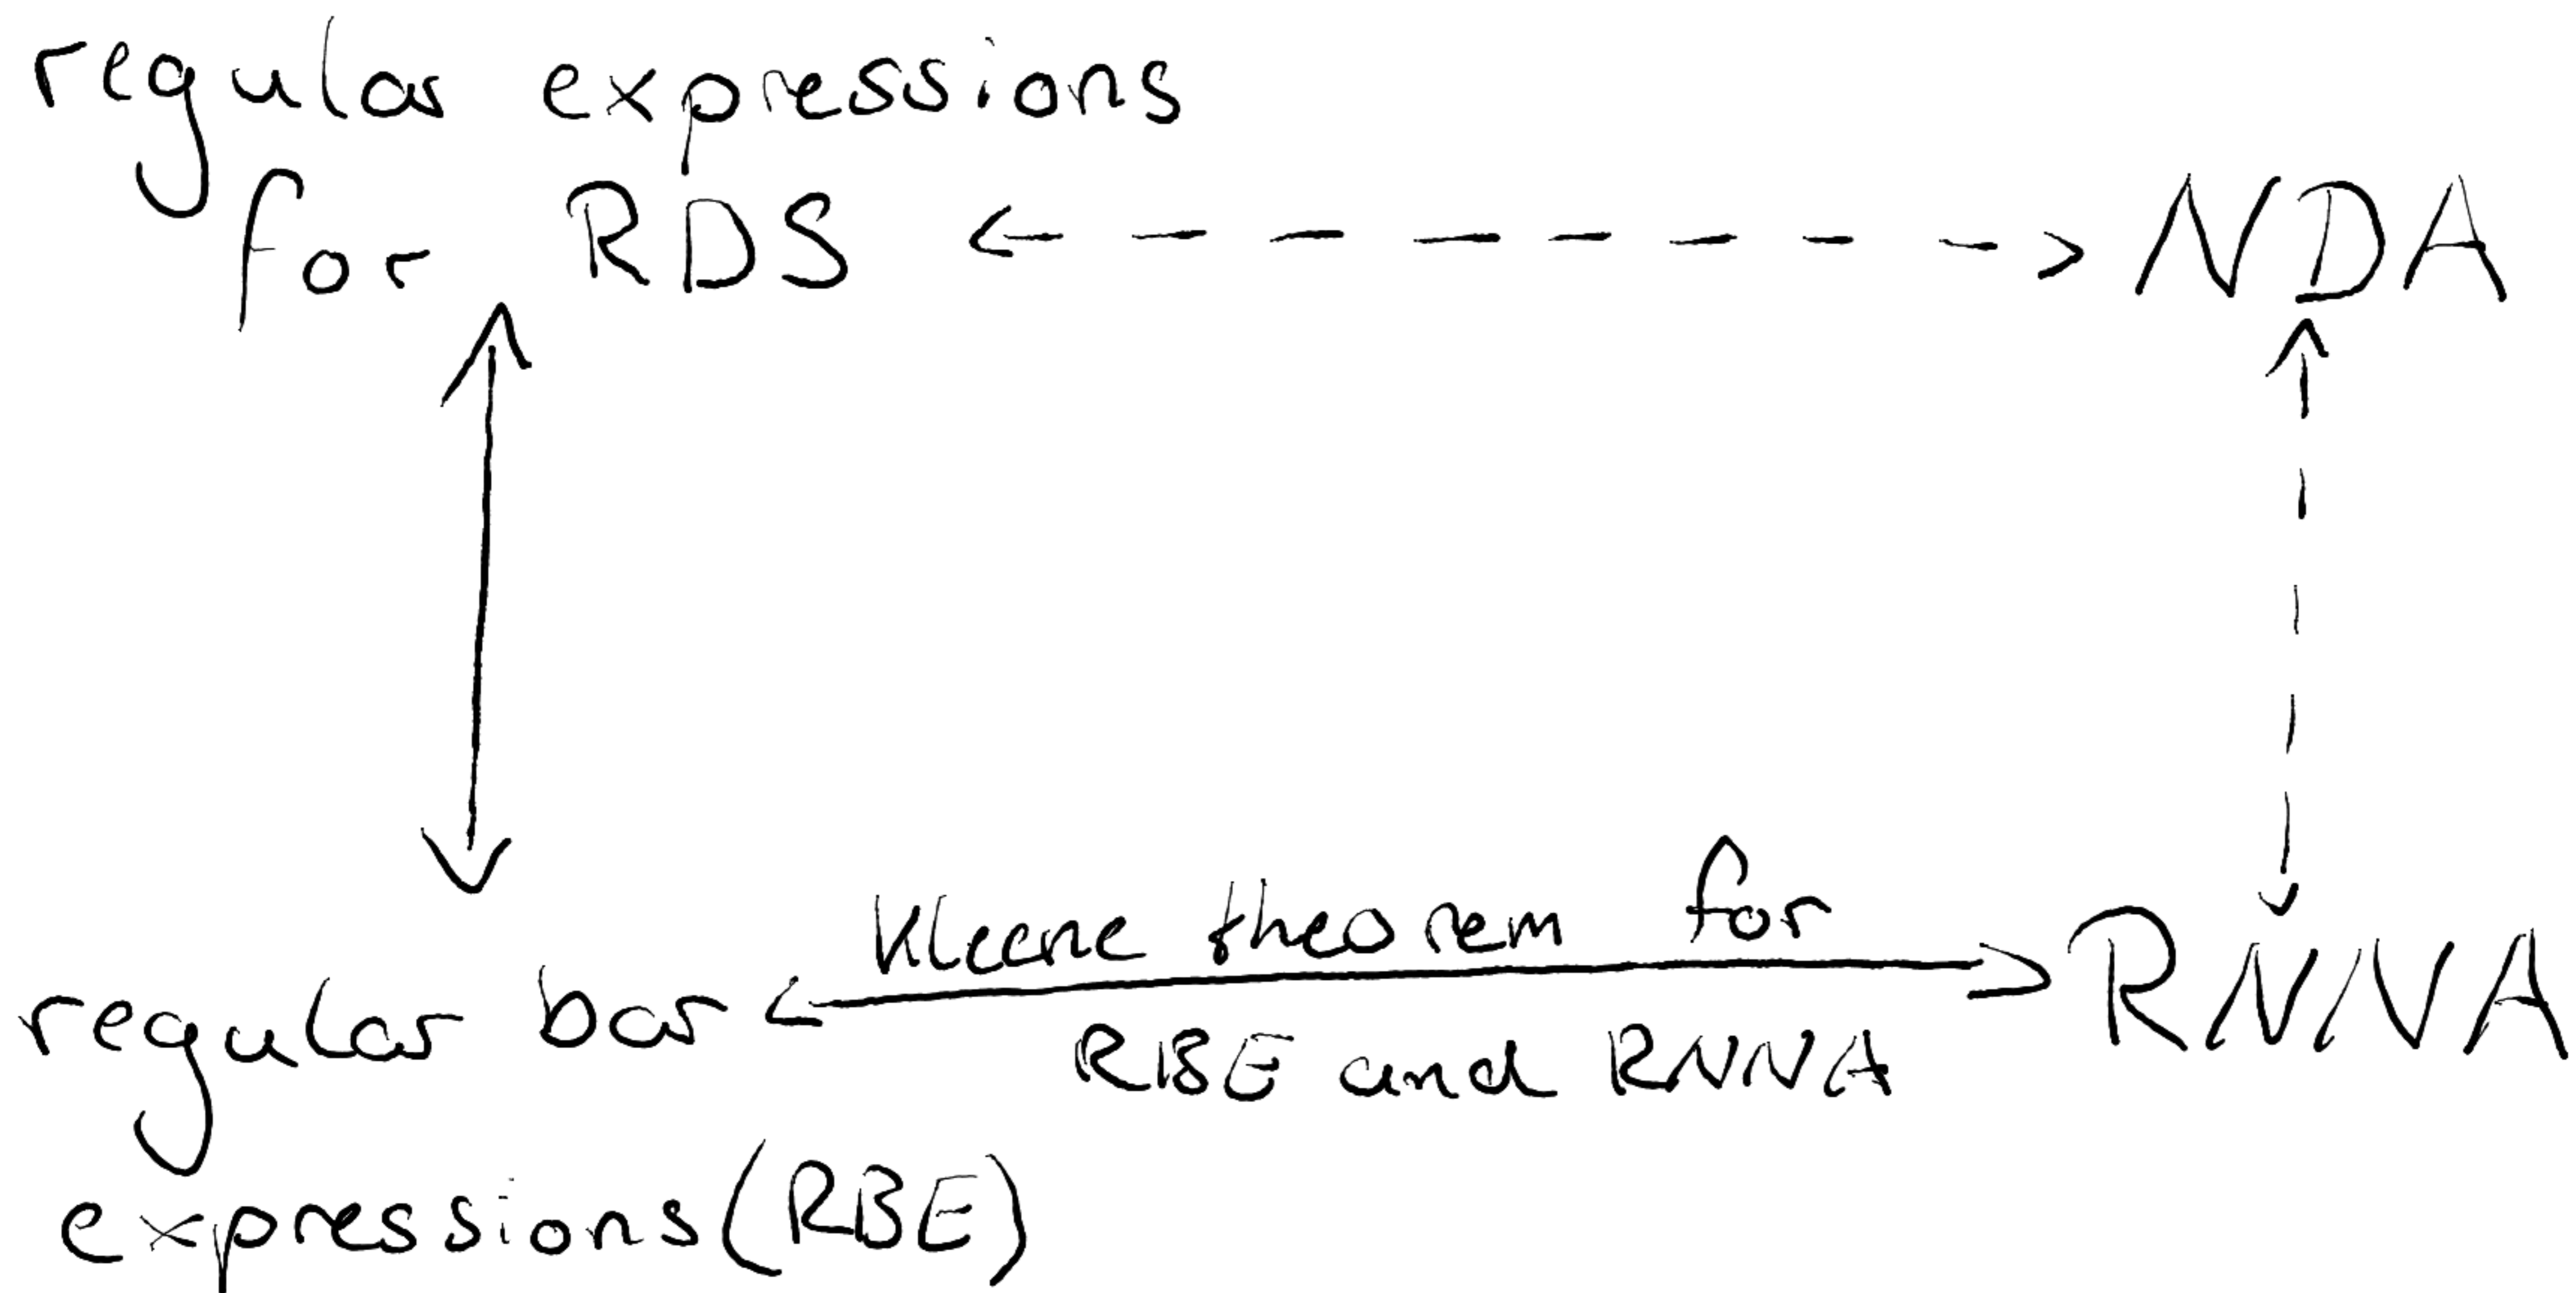 regular expressions
for RDS
NDA
Kleene theorem for
regular bar
RNNA
RBE and RNNA
expressions (RBE)